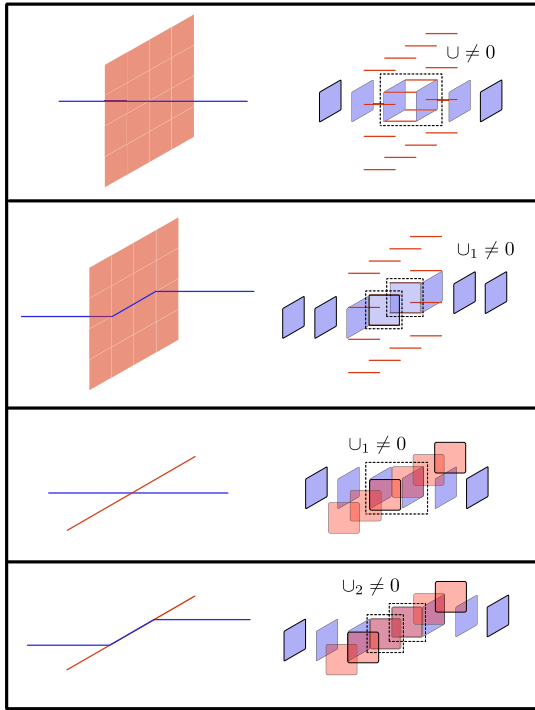 ∪ ≠ 0
∪₁ ≠ 0
∪₁ ≠ 0
∪₂ ≠ 0